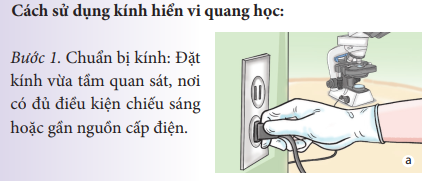 Cách sử dụng kính hiển vi quang học:
Bước 1. Chuẩn bị kính: Đặt
kính vừa tầm quan sát, nơi
có đủ điều kiện chiếu sáng
hoặc gần nguồn cấp điện.
a